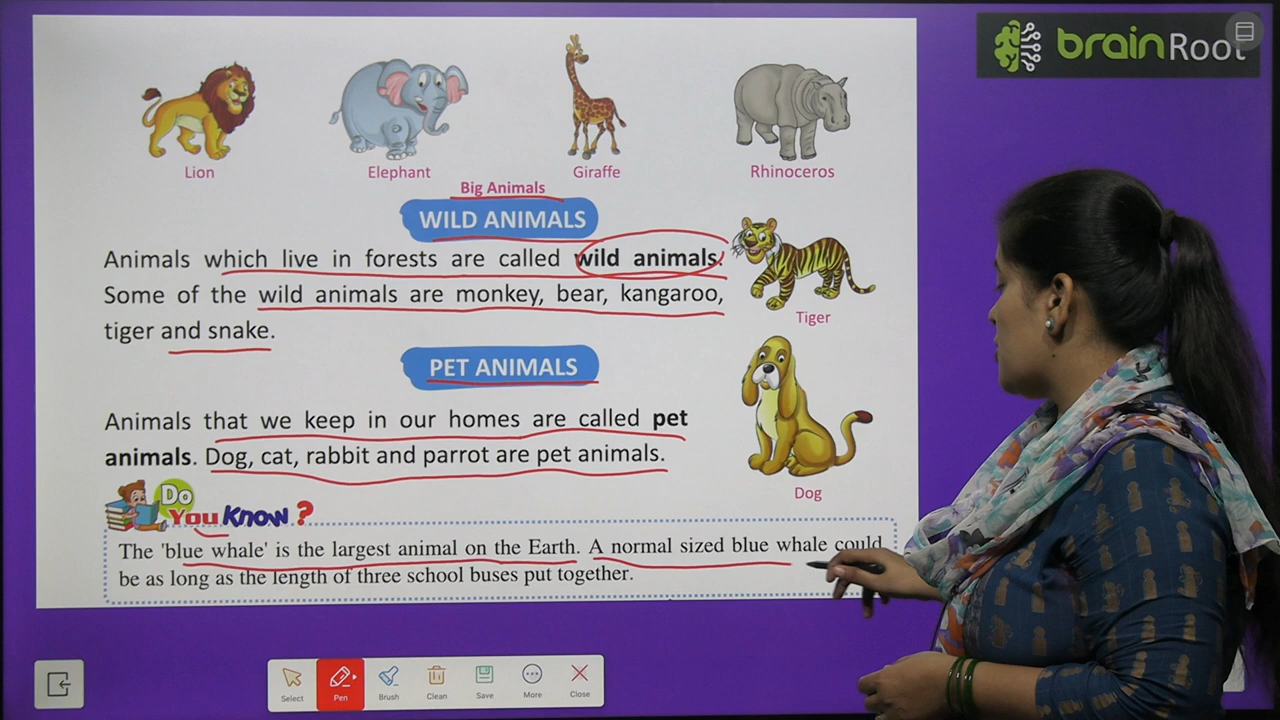 brainRoot
Lion
Elephant
Giraffe
Rhinoceros
Big Animals
WILD ANIMALS
Animals which live in forests are called wild animals.
Some of the wild animals are monkey, bear, kangaroo,
tiger and snake.
Tiger
PET ANIMALS
Animals that we keep in our homes are called pet
animals. Dog, cat, rabbit and parrot are pet animals.
Dog
Do
You Know ?
The 'blue whale' is the largest animal on the Earth. A normal sized blue whale could
be as long as the length of three school buses put together.
Select
Pen
Brush
Clean
Save
More
Close